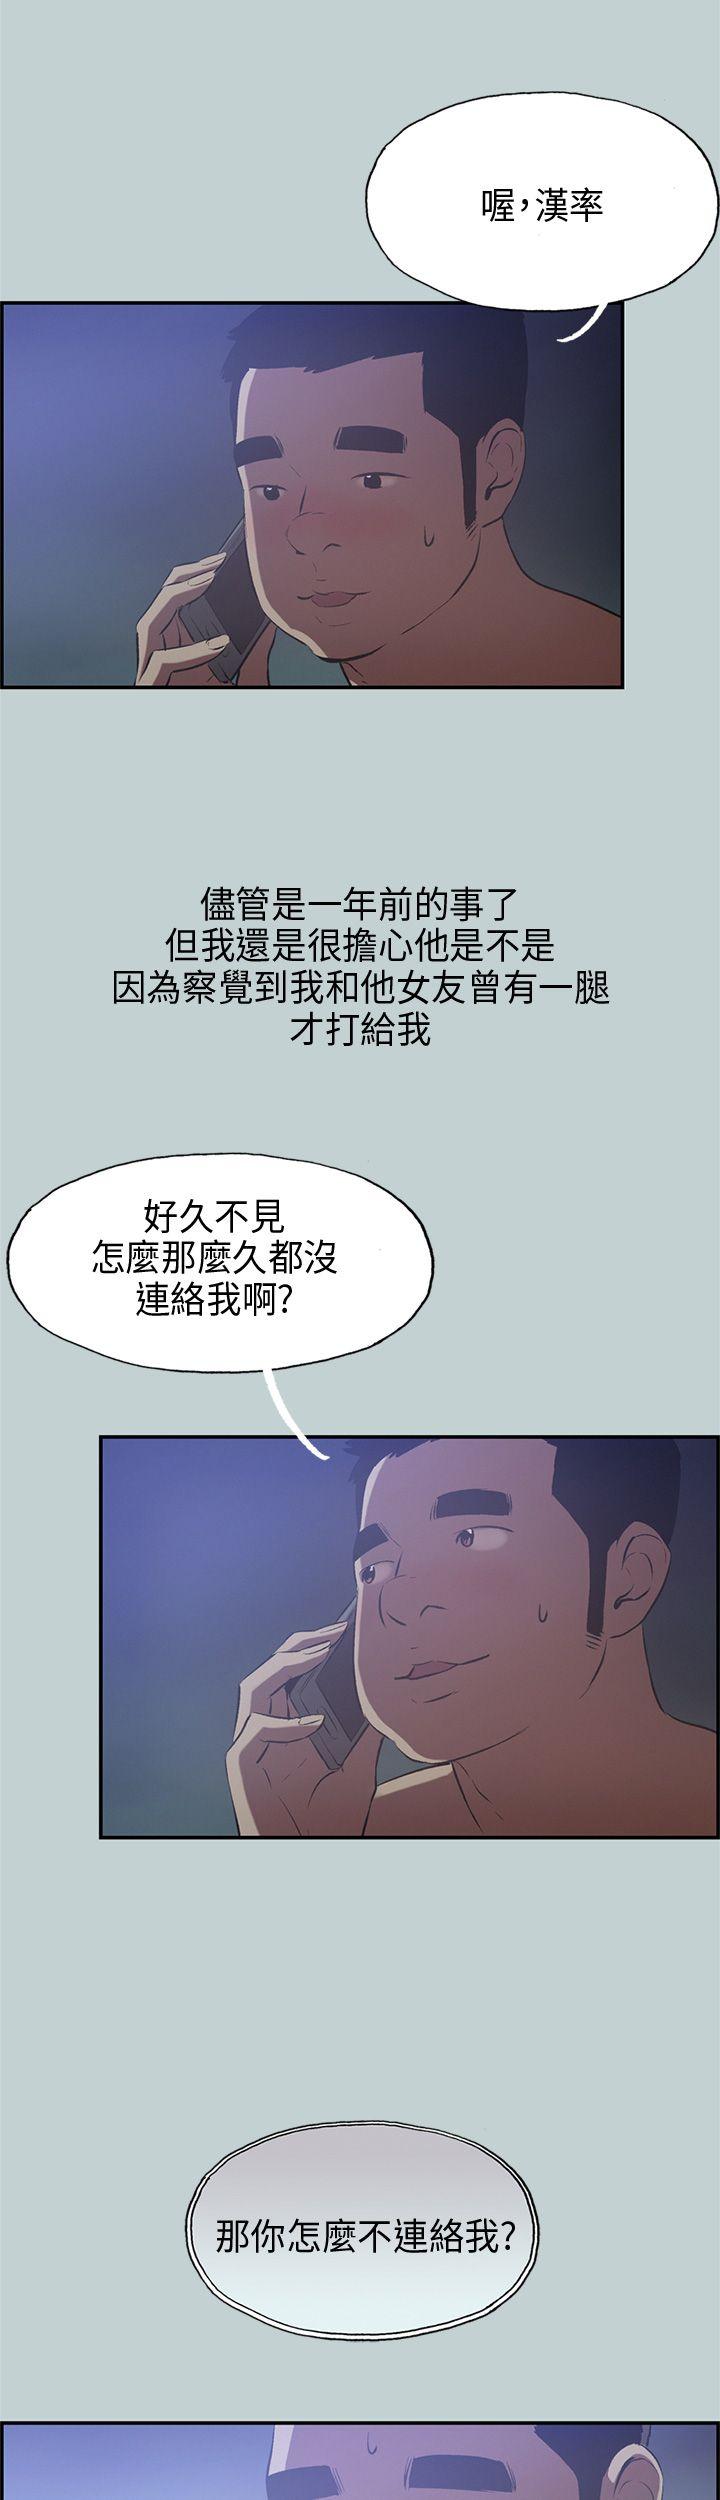 喔，漢率
儘管是一年前的事了
但我還是很擔心他是不是
因為察覺到我和他女友曾有一腿
才打給我
好久不見
怎麼那麼久都沒
連絡我啊?
那你怎麼不連絡我?